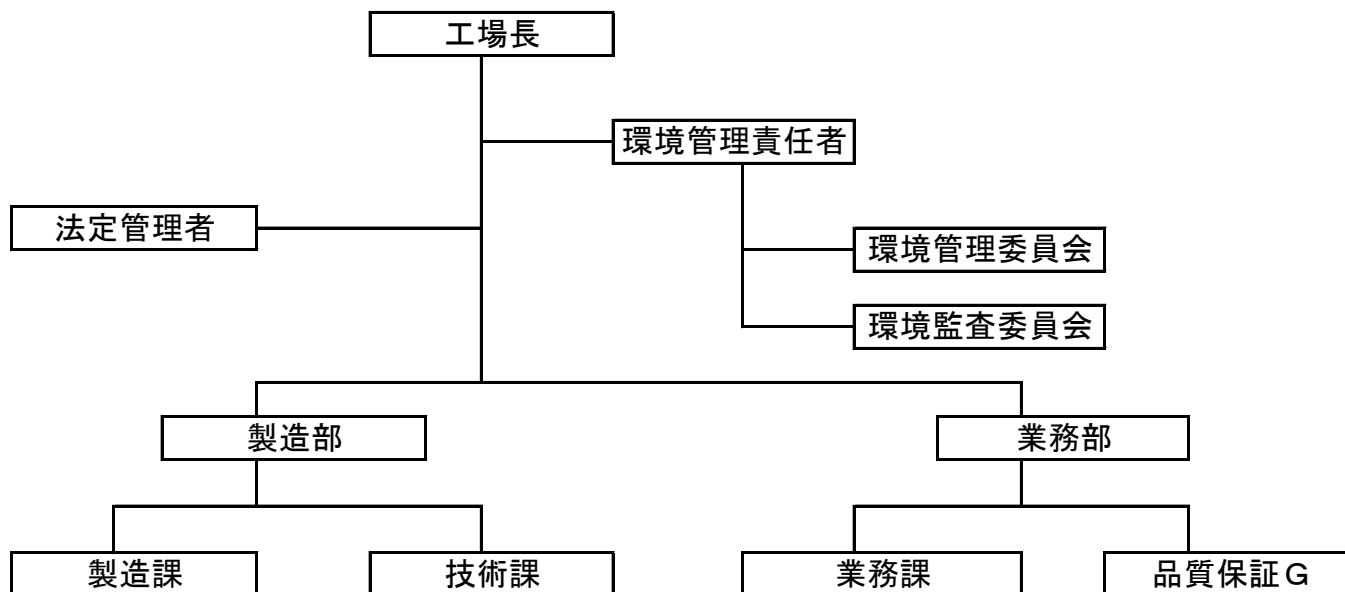 工場長
環境管理責任者
法定管理者
環境管理委員会
環境監査委員会
製造部
業務部
製造課
技術課
業務課
品質保証Ｇ